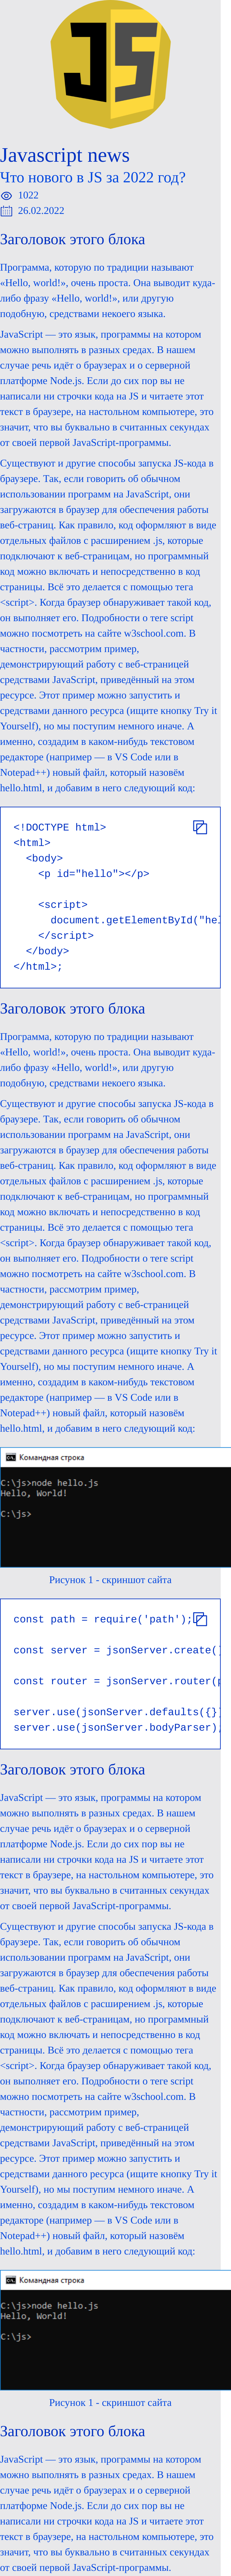 JS
Javascript news
Что нового в JS за 2022 год?
1022
26.02.2022
Заголовок этого блока
Программа, которую по традиции называют
«Hello, world!», очень проста. Она выводит куда-
либо фразу «Hello, world!», или другую
подобную, средствами некоего языка.
JavaScript — это язык, программы на котором
можно выполнять в разных средах. В нашем
случае речь идёт о браузерах и о серверной
платформе Node.js. Если до сих пор вы не
написали ни строчки кода на JS и читаете этот
текст в браузере, на настольном компьютере, это
значит, что вы буквально в считанных секундах
от своей первой JavaScript-программы.
Существуют и другие способы запуска JS-кода в
браузере. Так, если говорить об обычном
использовании программ на JavaScript, они
загружаются в браузер для обеспечения работы
веб-страниц. Как правило, код оформляют в виде
отдельных файлов с расширением .js, которые
подключают к веб-страницам, но программный
код можно включать и непосредственно в код
страницы. Всё это делается с помощью тега
<script>. Когда браузер обнаруживает такой код,
он выполняет его. Подробности о теге script
можно посмотреть на сайте w3school.com. В
частности, рассмотрим пример,
демонстрирующий работу с веб-страницей
средствами JavaScript, приведённый на этом
ресурсе. Этот пример можно запустить и
средствами данного ресурса (ищите кнопку Try it
Yourself), но мы поступим немного иначе. А
именно, создадим в каком-нибудь текстовом
редакторе (например — в VS Code или в
Notepad++) новый файл, который назовём
hello.html, и добавим в него следующий код:
<!DOCTYPE html>
<html>
<body>
<p id="hello"></p>
<script>
document.getElementById("hel
</script>
</body>
</html>;
Заголовок этого блока
Программа, которую по традиции называют
«Hello, world!», очень проста. Она выводит куда-
либо фразу «Hello, world!», или другую
подобную, средствами некоего языка.
Существуют и другие способы запуска JS-кода в
браузере. Так, если говорить об обычном
использовании программ на JavaScript, они
загружаются в браузер для обеспечения работы
веб-страниц. Как правило, код оформляют в виде
отдельных файлов с расширением .js, которые
подключают к веб-страницам, но программный
код можно включать и непосредственно в код
страницы. Всё это делается с помощью тега
<script>. Когда браузер обнаруживает такой код,
он выполняет его. Подробности о теге script
можно посмотреть на сайте w3school.com. В
частности, рассмотрим пример,
демонстрирующий работу с веб-страницей
средствами JavaScript, приведённый на этом
ресурсе. Этот пример можно запустить и
средствами данного ресурса (ищите кнопку Try it
Yourself), но мы поступим немного иначе. А
именно, создадим в каком-нибудь текстовом
редакторе (например — в VS Code или в
Notepad++) новый файл, который назовём
hello.html, и добавим в него следующий код:
Командная строка
C:\js>node hello.js
Hello, World!
C:\js>
Рисунок 1 - скриншот сайта
const path = require('path');
const server = jsonServer.create(
const router = jsonServer.router(p
server.use(jsonServer.defaults({})
server.use(jsonServer.bodyParser)
Заголовок этого блока
JavaScript — это язык, программы на котором
можно выполнять в разных средах. В нашем
случае речь идёт о браузерах и о серверной
платформе Node.js. Если до сих пор вы не
написали ни строчки кода на JS и читаете этот
текст в браузере, на настольном компьютере, это
значит, что вы буквально в считанных секундах
от своей первой JavaScript-программы.
Существуют и другие способы запуска JS-кода в
браузере. Так, если говорить об обычном
использовании программ на JavaScript, они
загружаются в браузер для обеспечения работы
веб-страниц. Как правило, код оформляют в виде
отдельных файлов с расширением .js, которые
подключают к веб-страницам, но программный
код можно включать и непосредственно в код
страницы. Всё это делается с помощью тега
<script>. Когда браузер обнаруживает такой код,
он выполняет его. Подробности о теге script
можно посмотреть на сайте w3school.com. В
частности, рассмотрим пример,
демонстрирующий работу с веб-страницей
средствами JavaScript, приведённый на этом
ресурсе. Этот пример можно запустить и
средствами данного ресурса (ищите кнопку Try it
Yourself), но мы поступим немного иначе. А
именно, создадим в каком-нибудь текстовом
редакторе (например — в VS Code или в
Notepad++) новый файл, который назовём
hello.html, и добавим в него следующий код:
Командная строка
C:\js>node hello.js
Hello, World!
C:\js>
Рисунок 1 - скриншот сайта
Заголовок этого блока
JavaScript — это язык, программы на котором
можно выполнять в разных средах. В нашем
случае речь идёт о браузерах и о серверной
платформе Node.js. Если до сих пор вы не
написали ни строчки кода на JS и читаете этот
текст в браузере, на настольном компьютере, это
значит, что вы буквально в считанных секундах
от своей первой JavaScript-программы.